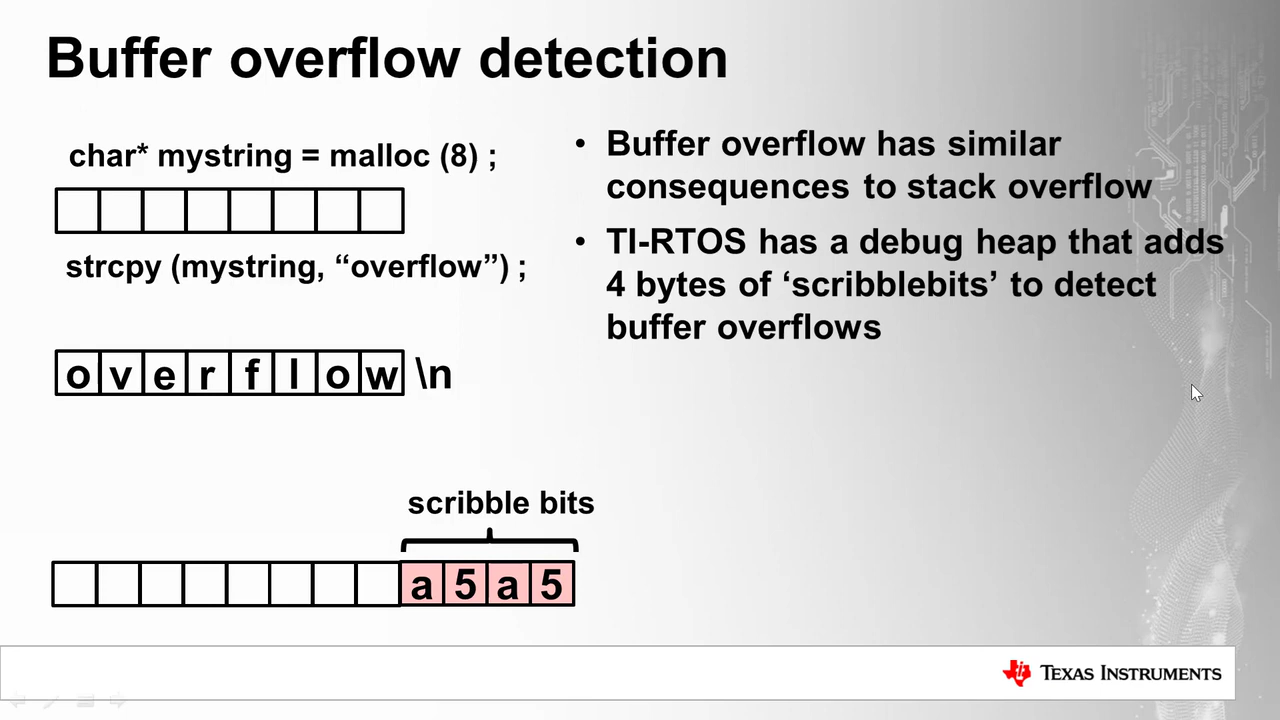 Buffer overflow detection
char* mystring = malloc (8) ;
strcpy (mystring, “overflow”) ;
o v e r f l o w \n
scribble bits
a 5 a 5
• Buffer overflow has similar
consequences to stack overflow
• TI-RTOS has a debug heap that adds
4 bytes of ‘scribblebits’ to detect
buffer overflows
TEXAS INSTRUMENTS